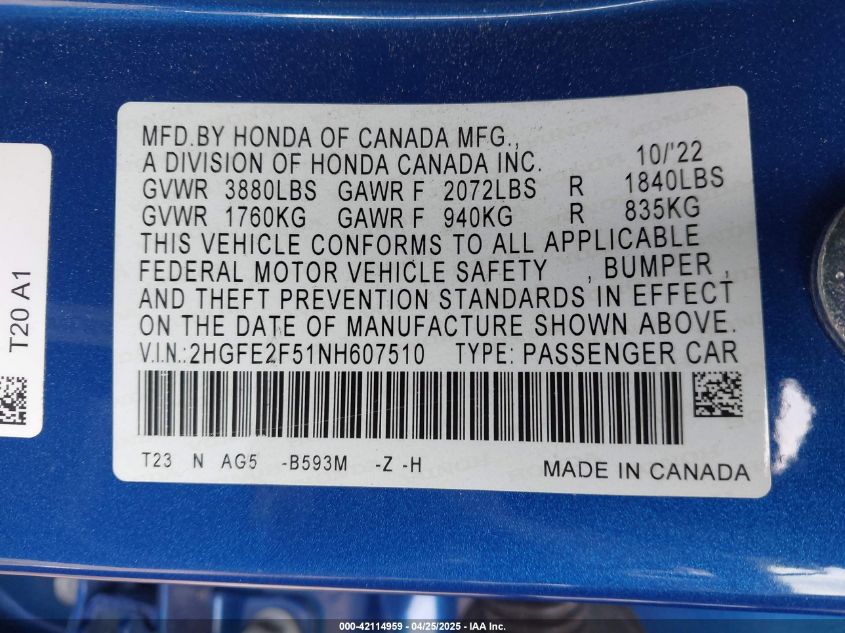 MFD.BY HONDA OF CANADA MFG.,
A DIVISION OF HONDA CANADA INC. 10/'22
GVWR 3880LBS GAWR F 2072LBS R 1840LBS
GVWR 1760KG GAWR F 940KG R 835KG
THIS VEHICLE CONFORMS TO ALL APPLICABLE
FEDERAL MOTOR VEHICLE SAFETY , BUMPER ,
AND THEFT PREVENTION STANDARDS IN EFFECT
ON THE DATE OF MANUFACTURE SHOWN ABOVE.
V.I.N.:2HGFE2F51NH607510 TYPE: PASSENGER CAR
T23 N AG5 -B593M -Z -H MADE IN CANADA
T20 A1
000-42114959 - 04/25/2025 - IAA Inc.